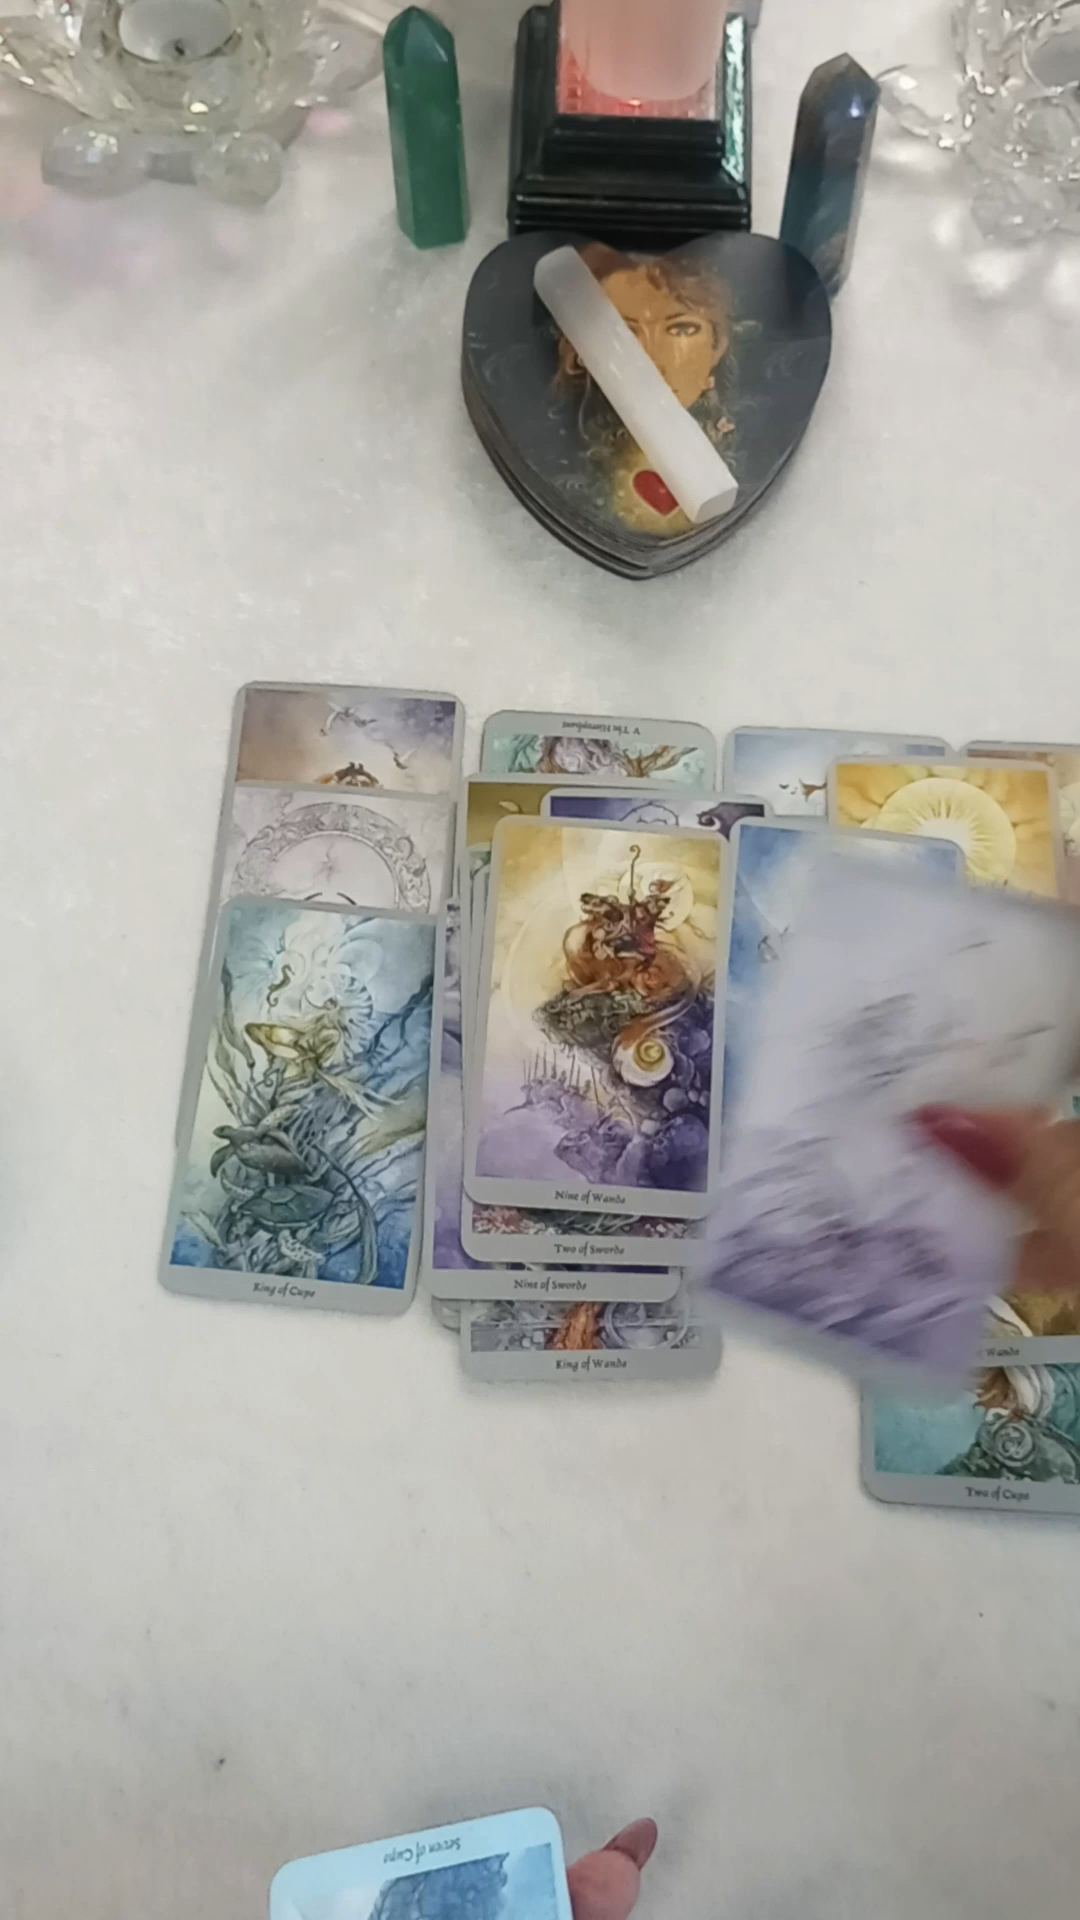 V The Hierophant
Nine of Wands
Two of Swords
Nine of Swords
King of Cups
King of Wands
Wands
Two of Cups
Seven of Cups